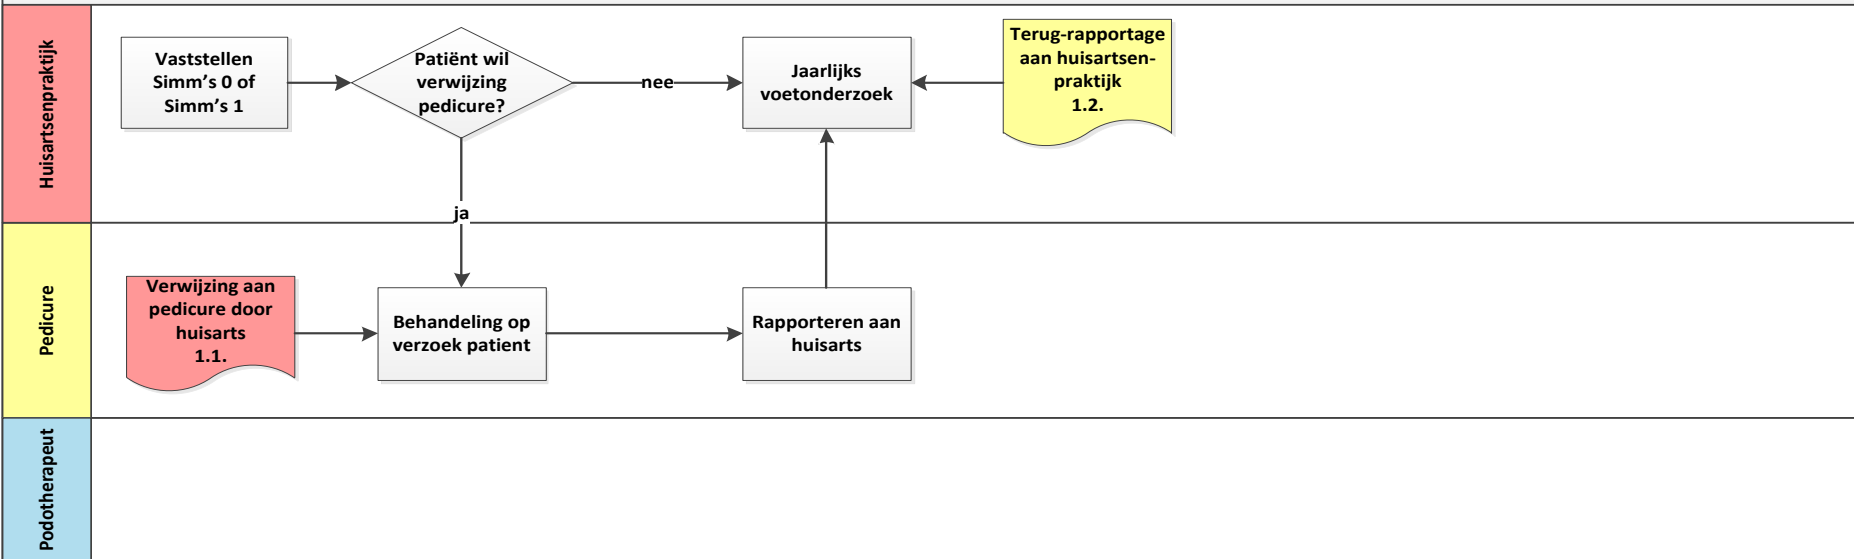 Huisartsenpraktijk
Vaststellen
Simm's 0 of
Simm's 1
Patiënt wil
verwijzing
pedicure?
nee
Jaarlijks
voetonderzoek
Terug-rapportage
aan huisartsen-
praktijk
1.2.
ja
Pedicure
Verwijzing aan
pedicure door
huisarts
1.1.
Behandeling op
verzoek patient
Rapporteren aan
huisarts
Podotherapeut